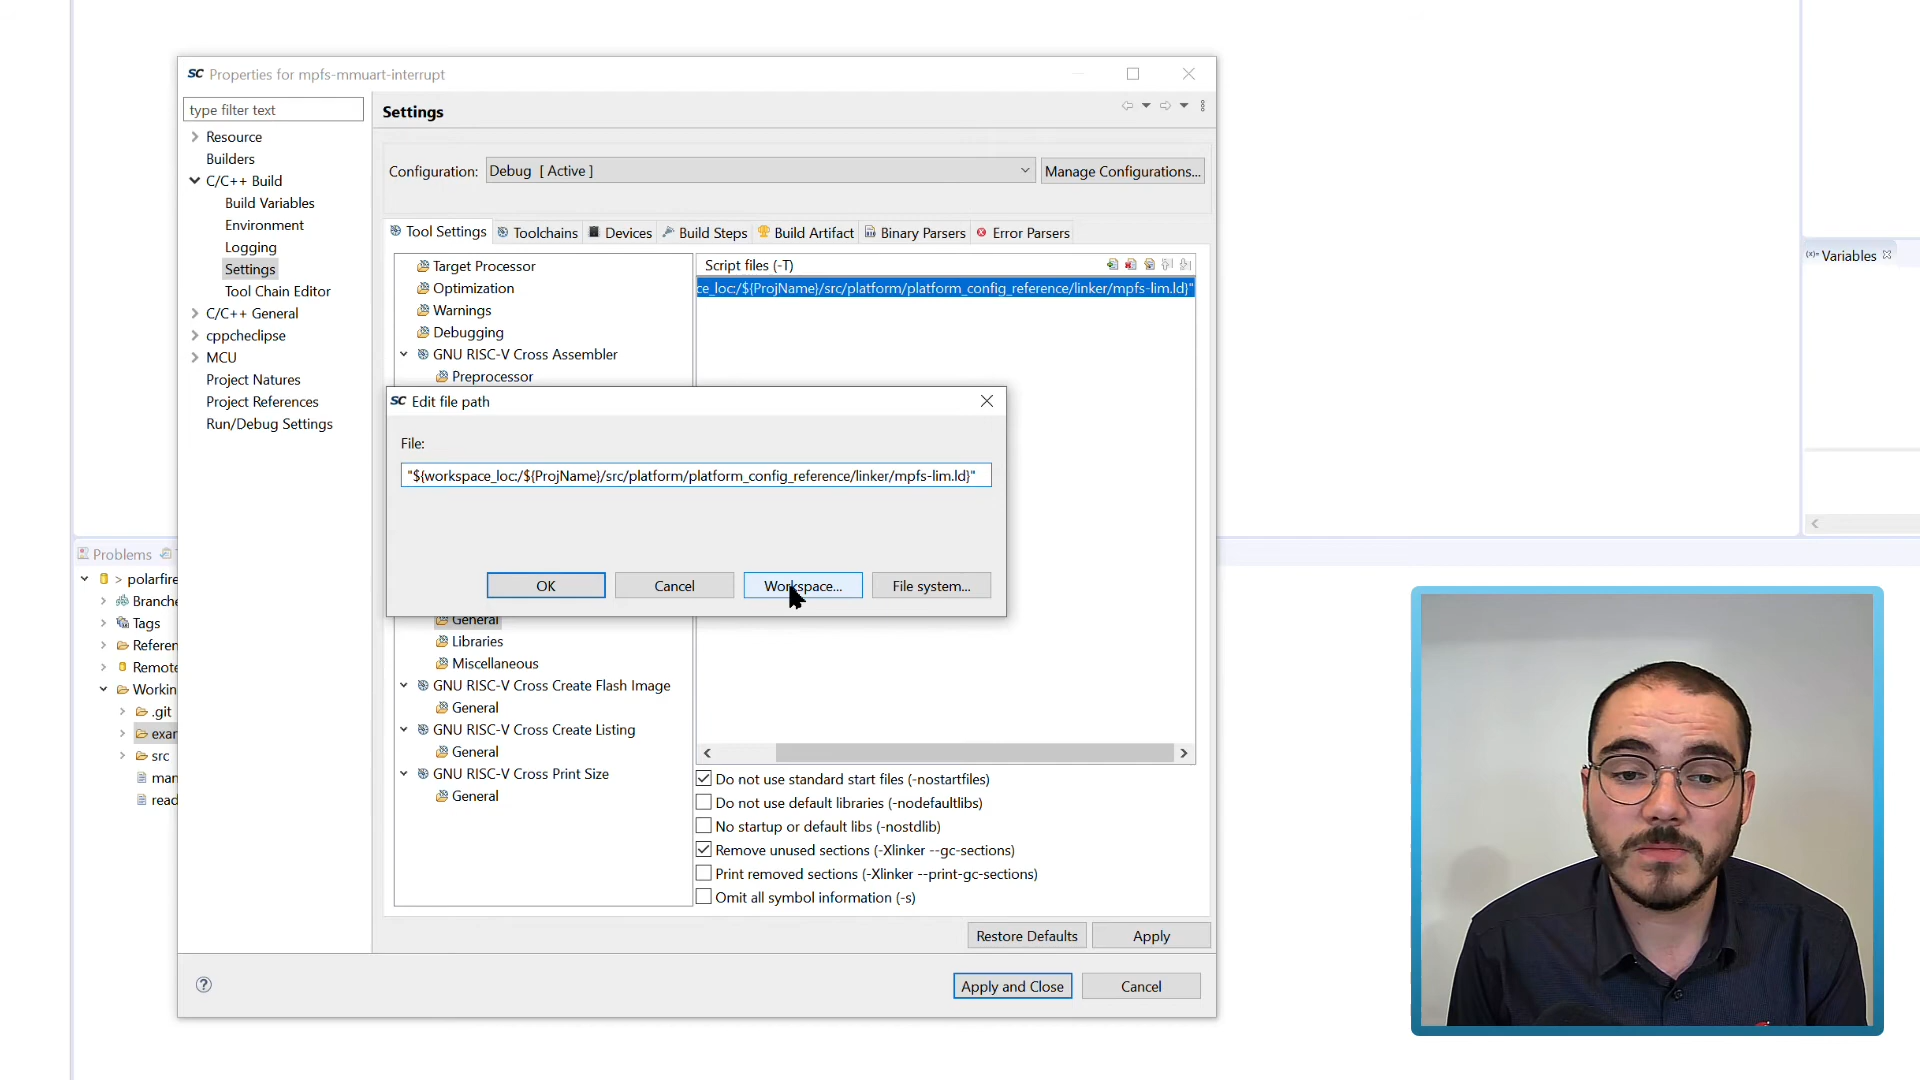 SC Properties for mpfs-mmuart-interrupt
type filter text
Resource
Builders
C/C++ Build
Build Variables
Environment
Logging
Settings
Tool Chain Editor
C/C++ General
cppcheclipse
MCU
Project Natures
Project References
Run/Debug Settings
Settings
Configuration: Debug [ Active ] Manage Configurations...
Tool Settings Toolchains Devices Build Steps Build Artifact Binary Parsers Error Parsers
Target Processor
Optimization
Warnings
Debugging
GNU RISC-V Cross Assembler
Preprocessor
Script files (-T)
ce_loc:/${ProjName}/src/platform/platform_config_reference/linker/mpfs-lim.ld}"
SC Edit file path
File:
"${workspace_loc:/${ProjName}/src/platform/platform_config_reference/linker/mpfs-lim.ld}"
OK Cancel Workspace... File system...
General
Libraries
Miscellaneous
GNU RISC-V Cross Create Flash Image
General
GNU RISC-V Cross Create Listing
General
GNU RISC-V Cross Print Size
General
Do not use standard start files (-nostartfiles)
Do not use default libraries (-nodefaultlibs)
No startup or default libs (-nostdlib)
Remove unused sections (-Xlinker --gc-sections)
Print removed sections (-Xlinker --print-gc-sections)
Omit all symbol information (-s)
Restore Defaults Apply
? Apply and Close Cancel
(x)= Variables
Problems
> polarfire
Branche
Tags
Referen
Remote
Workin
.git
exar
src
man
read